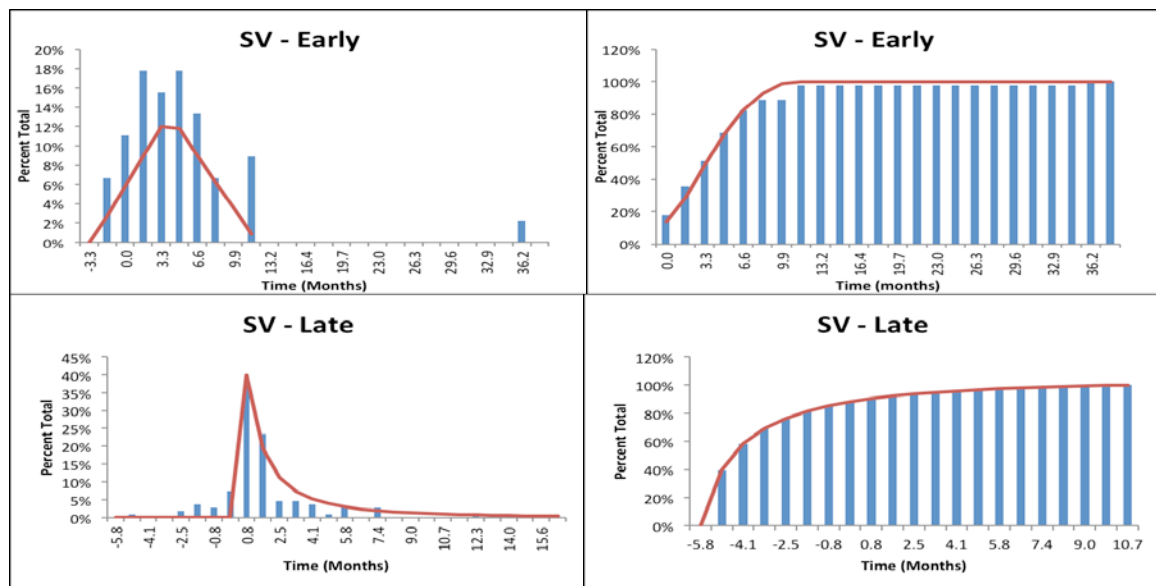 SV - Early
20%
18%
16%
14%
12%
10%
8%
6%
4%
2%
0%
Percent Total
-3.3 0.0 3.3 6.6 9.9 13.2 16.4 19.7 23.0 26.3 29.6 32.9 36.2
Time (Months)
SV - Early
120%
100%
80%
60%
40%
20%
0%
Percent Total
0.0 3.3 6.6 9.9 13.2 16.4 19.7 23.0 26.3 29.6 32.9 36.2
Time (months)
SV - Late
45%
40%
35%
30%
25%
20%
15%
10%
5%
0%
Percent Total
-5.8 -4.1 -2.5 -0.8 0.8 2.5 4.1 5.8 7.4 9.0 10.7 12.3 14.0 15.6
Time (Months)
SV - Late
120%
100%
80%
60%
40%
20%
0%
Percent Total
-5.8 -4.1 -2.5 -0.8 0.8 2.5 4.1 5.8 7.4 9.0 10.7
Time (Months)